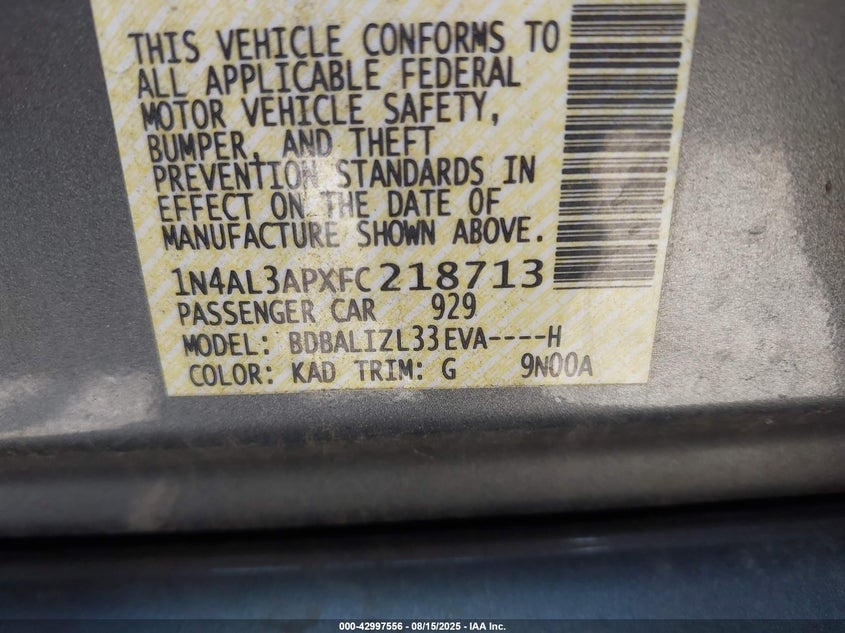 THIS VEHICLE CONFORMS TO
ALL APPLICABLE FEDERAL
MOTOR VEHICLE SAFETY,
BUMPER, AND THEFT
PREVENTION STANDARDS IN
EFFECT ON THE DATE OF
MANUFACTURE SHOWN ABOVE.
1N4AL3APXFC218713
PASSENGER CAR 929
MODEL: BDBALIZL33EVA----H
COLOR: KAD TRIM: G 9N00A
000-42997556 - 08/15/2025 - IAA Inc.